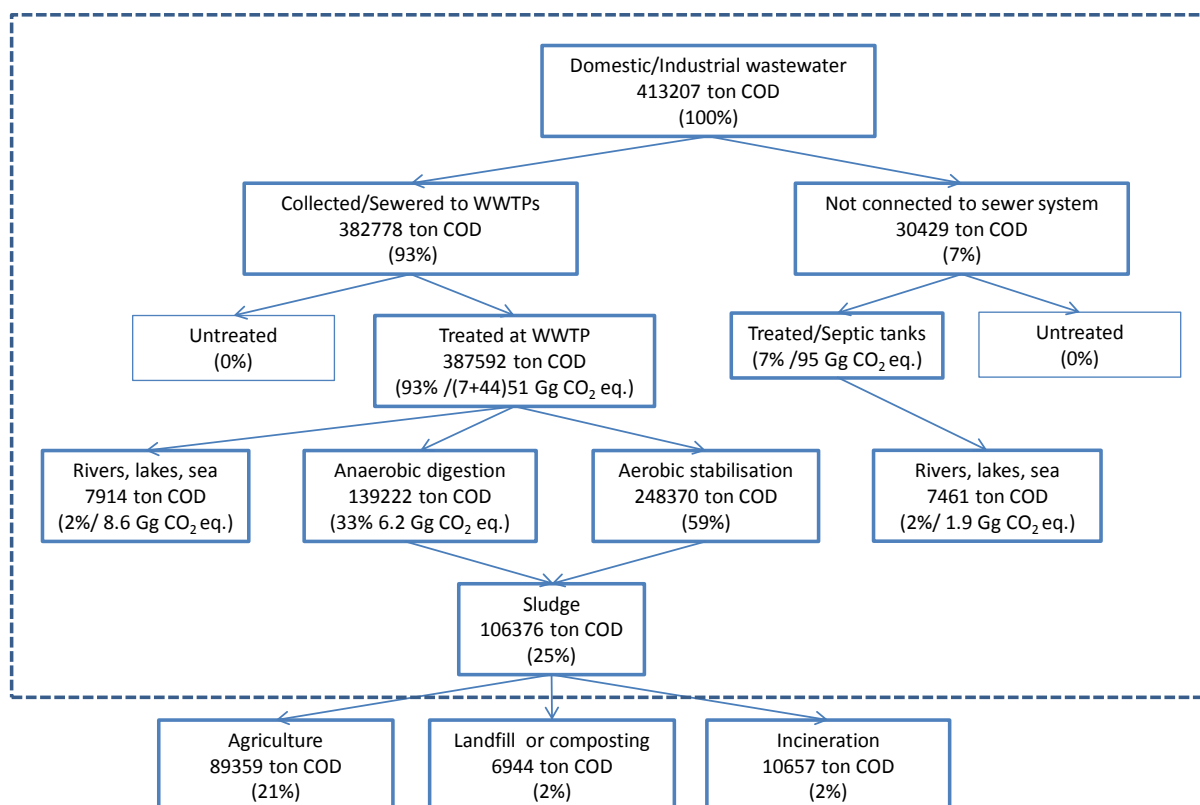 Domestic/Industrial wastewater
413207 ton COD
(100%)
Collected/Sewered to WWTPs
382778 ton COD
(93%)
Not connected to sewer system
30429 ton COD
(7%)
Untreated
(0%)
Treated at WWTP
387592 ton COD
(93% /(7+44)51 Gg CO₂ eq.)
Treated/Septic tanks
(7% /95 Gg CO₂ eq.)
Untreated
(0%)
Rivers, lakes, sea
7914 ton COD
(2%/ 8.6 Gg CO₂ eq.)
Anaerobic digestion
139222 ton COD
(33% 6.2 Gg CO₂ eq.)
Aerobic stabilisation
248370 ton COD
(59%)
Rivers, lakes, sea
7461 ton COD
(2%/ 1.9 Gg CO₂ eq.)
Sludge
106376 ton COD
(25%)
Agriculture
89359 ton COD
(21%)
Landfill or composting
6944 ton COD
(2%)
Incineration
10657 ton COD
(2%)